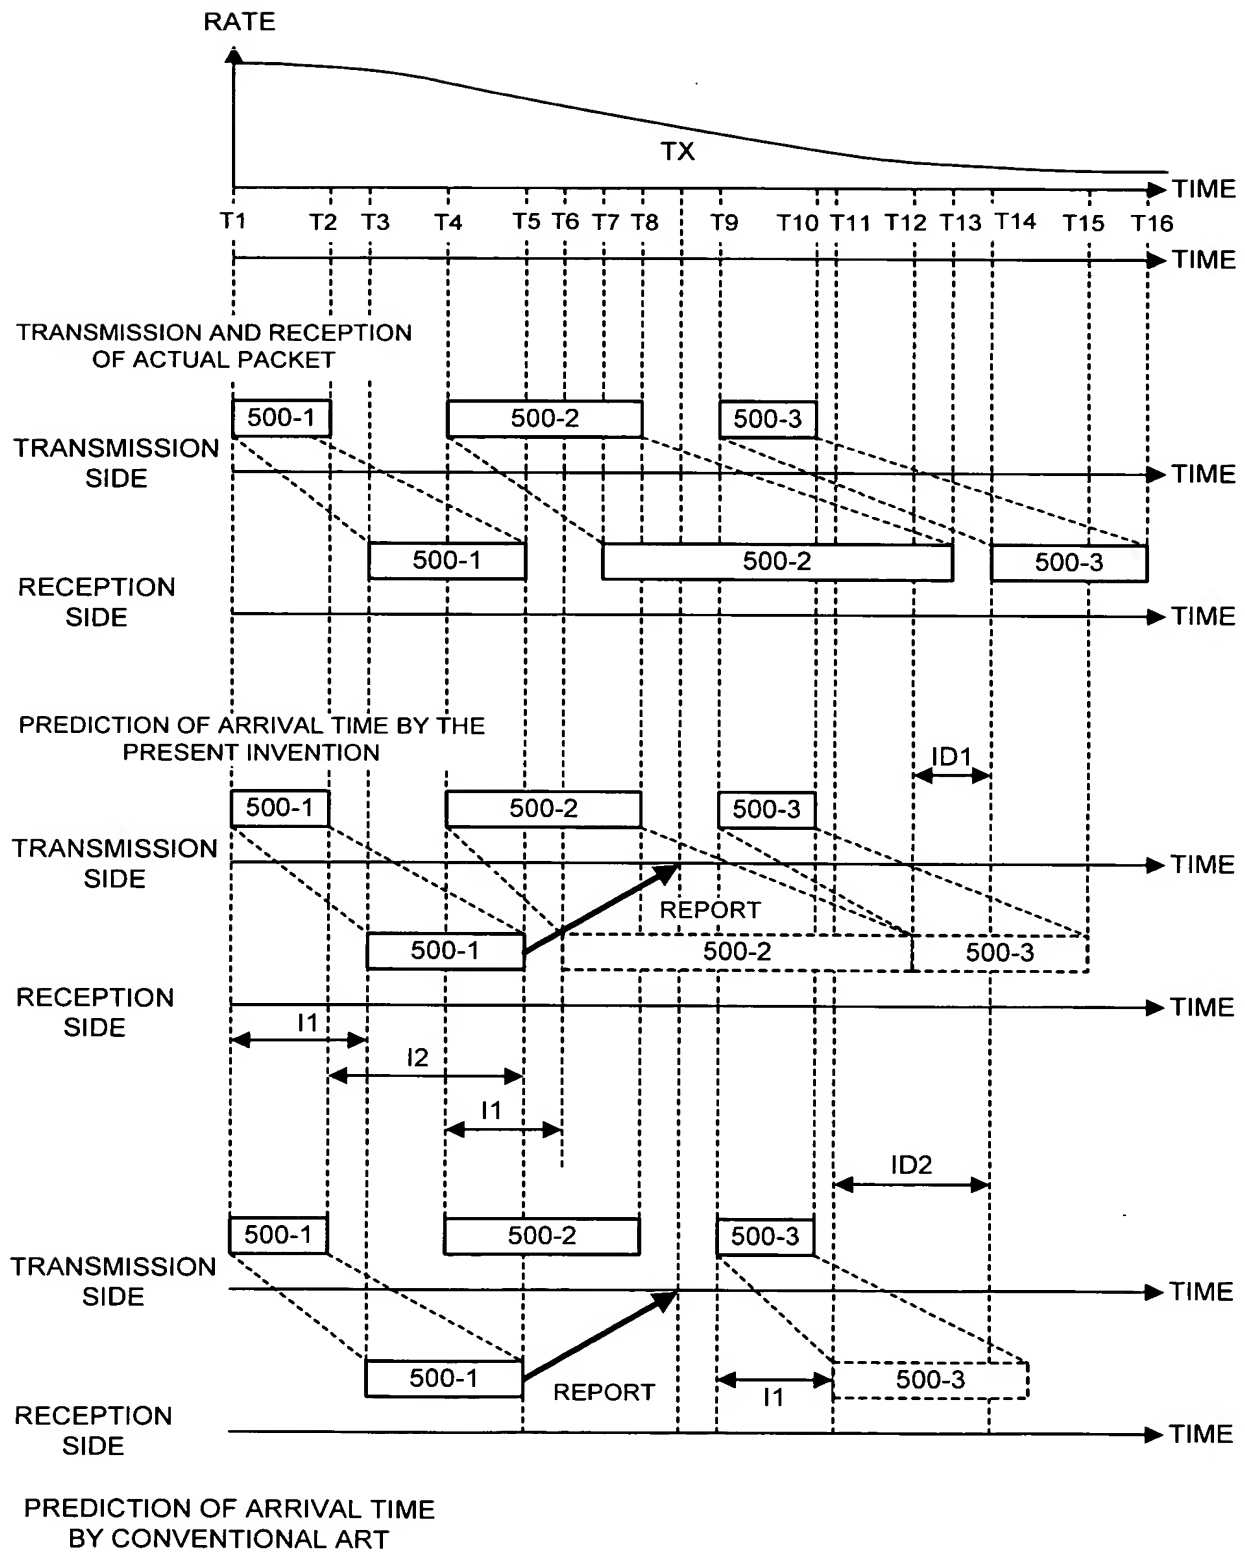 RATE
TX
TIME
T1 T2 T3 T4 T5 T6 T7 T8 T9 T10 T11 T12 T13 T14 T15 T16
TIME
TRANSMISSION AND RECEPTION
OF ACTUAL PACKET
500-1 500-2 500-3
TRANSMISSION
SIDE
TIME
500-1 500-2 500-3
RECEPTION
SIDE
TIME
PREDICTION OF ARRIVAL TIME BY THE
PRESENT INVENTION
ID1
500-1 500-2 500-3
TRANSMISSION
SIDE
TIME
REPORT
500-1 500-2 500-3
RECEPTION
SIDE
TIME
I1
I2
I1
ID2
500-1 500-2 500-3
TRANSMISSION
SIDE
TIME
500-1 REPORT I1 500-3
RECEPTION
SIDE
TIME
PREDICTION OF ARRIVAL TIME
BY CONVENTIONAL ART